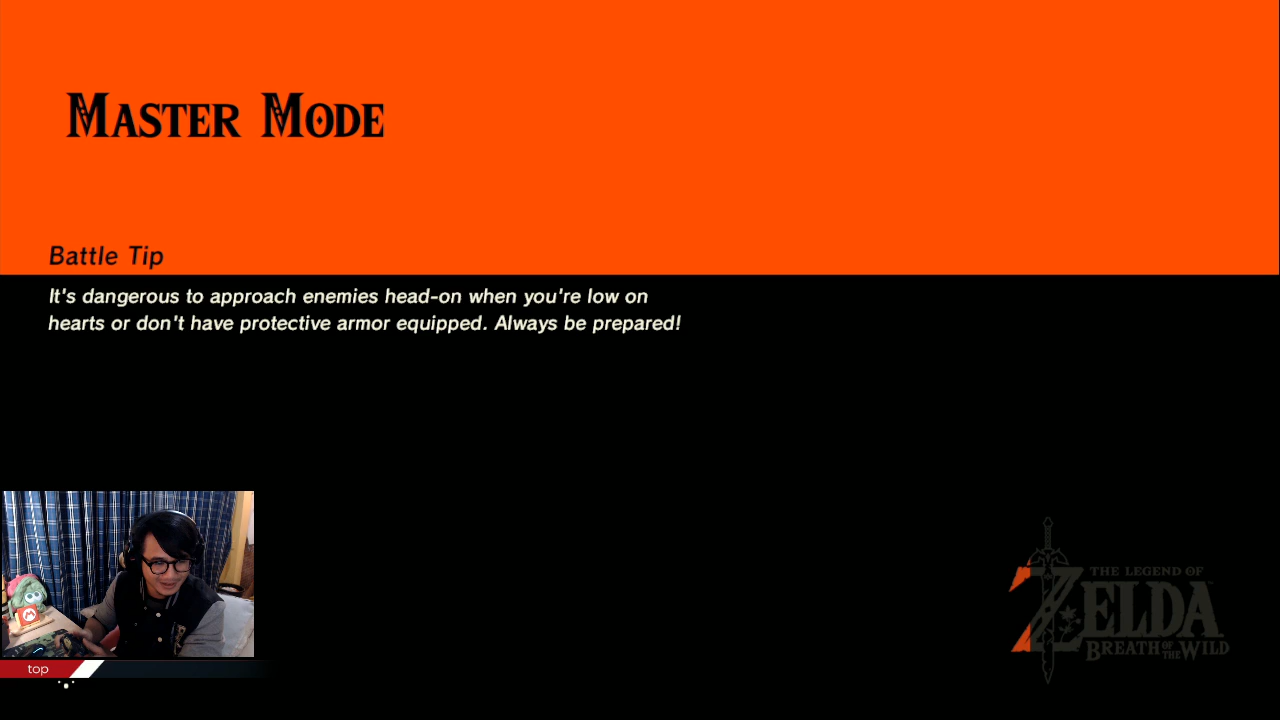 MASTER MODE
Battle Tip
It's dangerous to approach enemies head-on when you're low on
hearts or don't have protective armor equipped. Always be prepared!
THE LEGEND OF
ZELDA
BREATH OF THE WILD
top